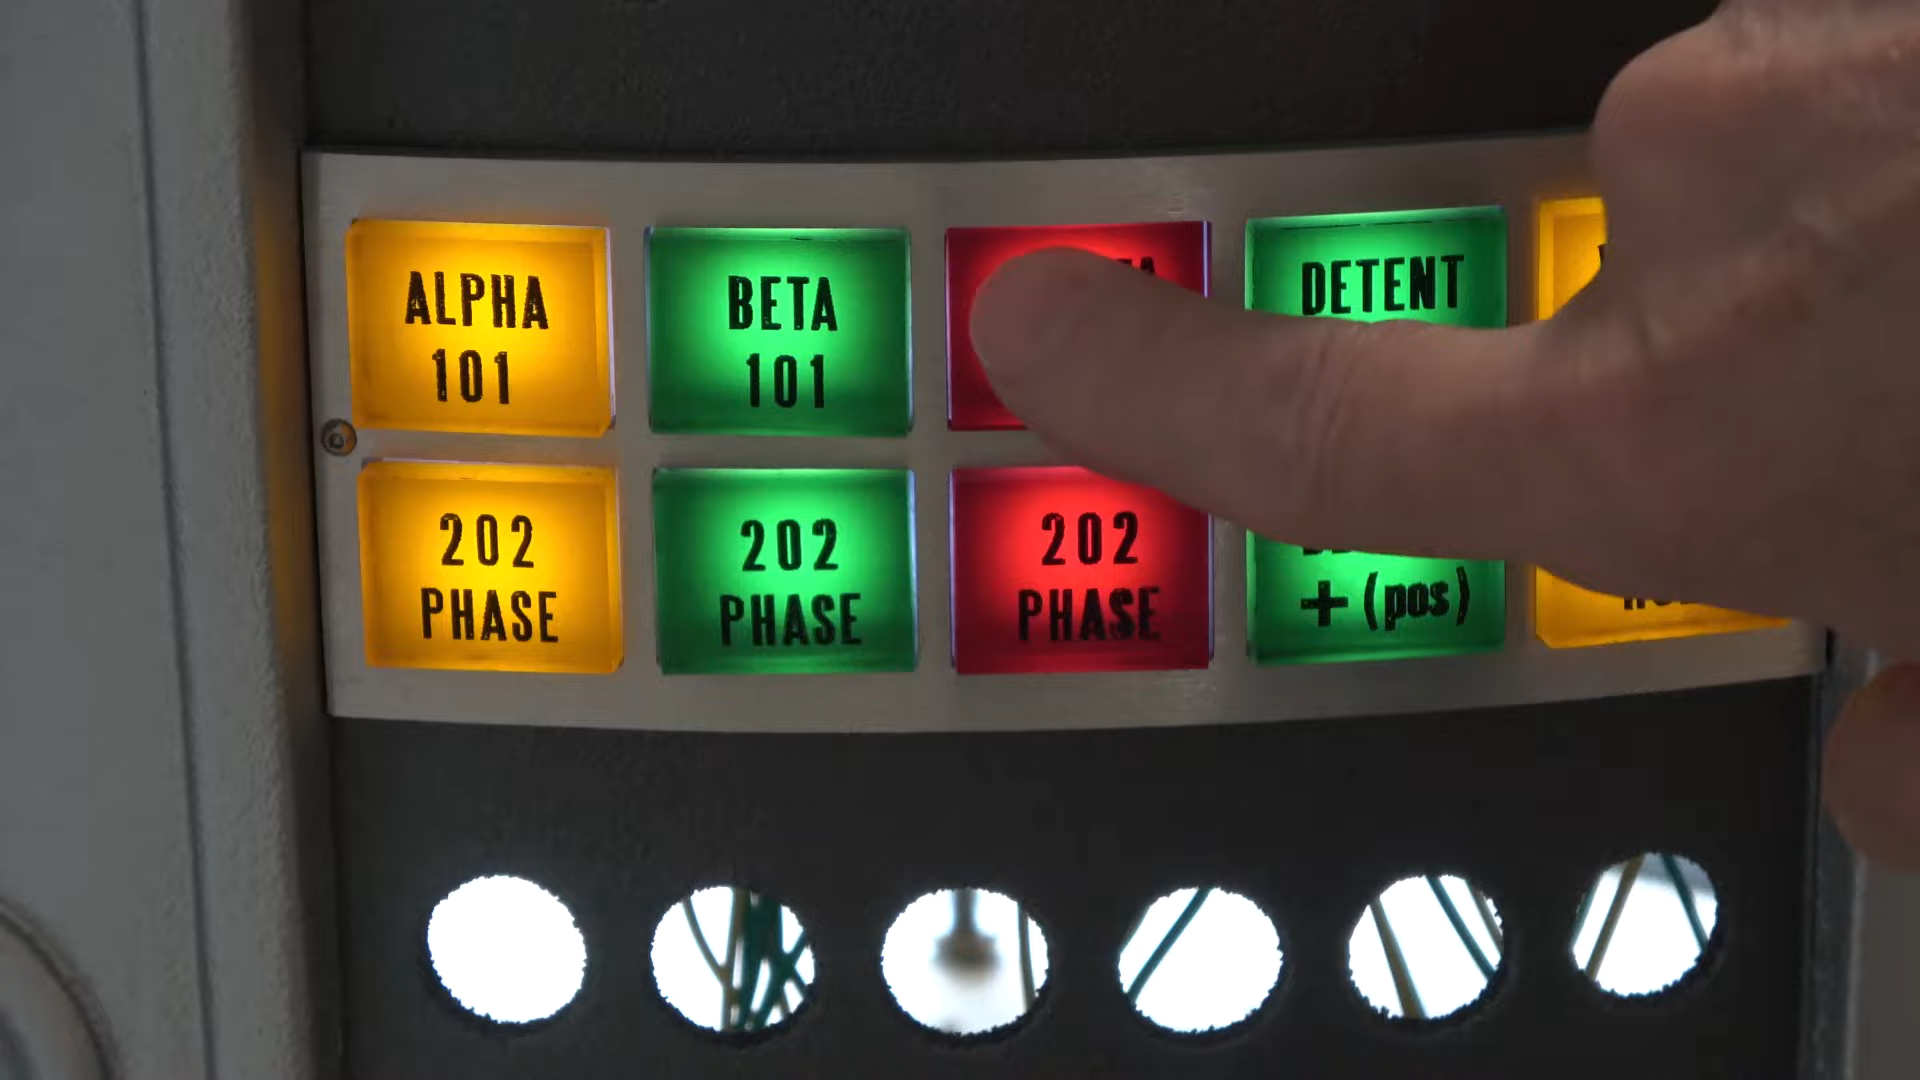 ALPHA
101
BETA
101
DETENT
202
PHASE
202
PHASE
202
PHASE
+ (pos)